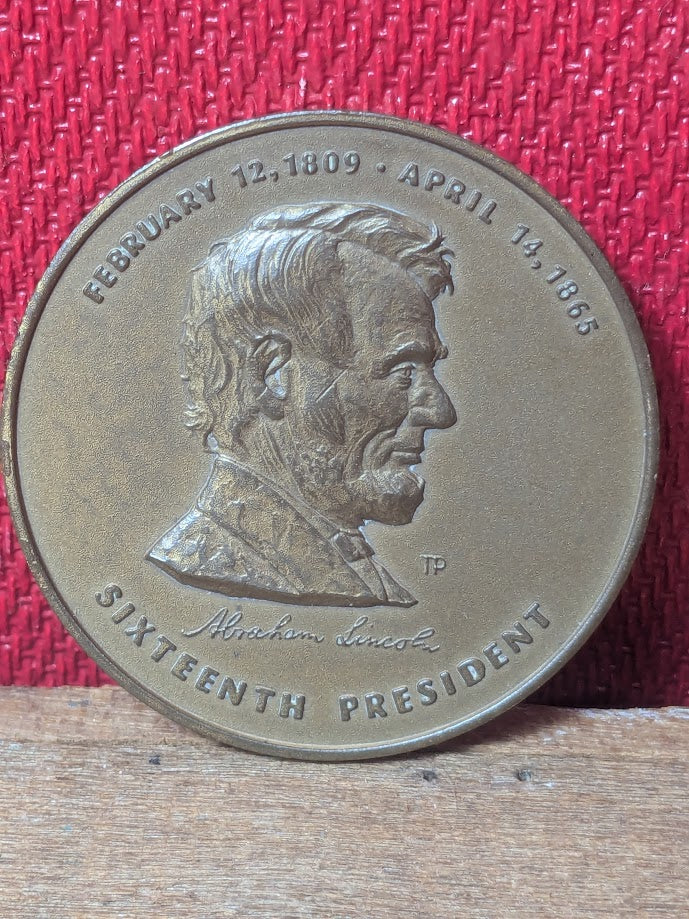 FEBRUARY 12, 1809 · APRIL 14, 1865
TP
Abraham Lincoln
SIXTEENTH PRESIDENT